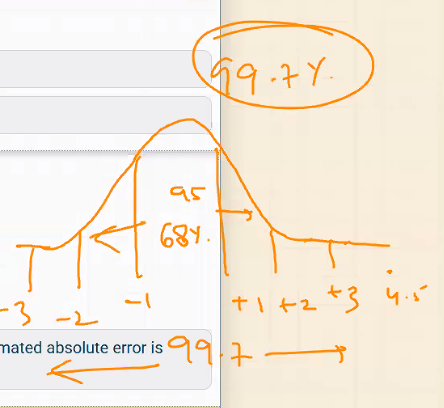 99.7%
95
68%
-3 -2 -1 +1 +2 +3 4.5
mated absolute error is 99.7